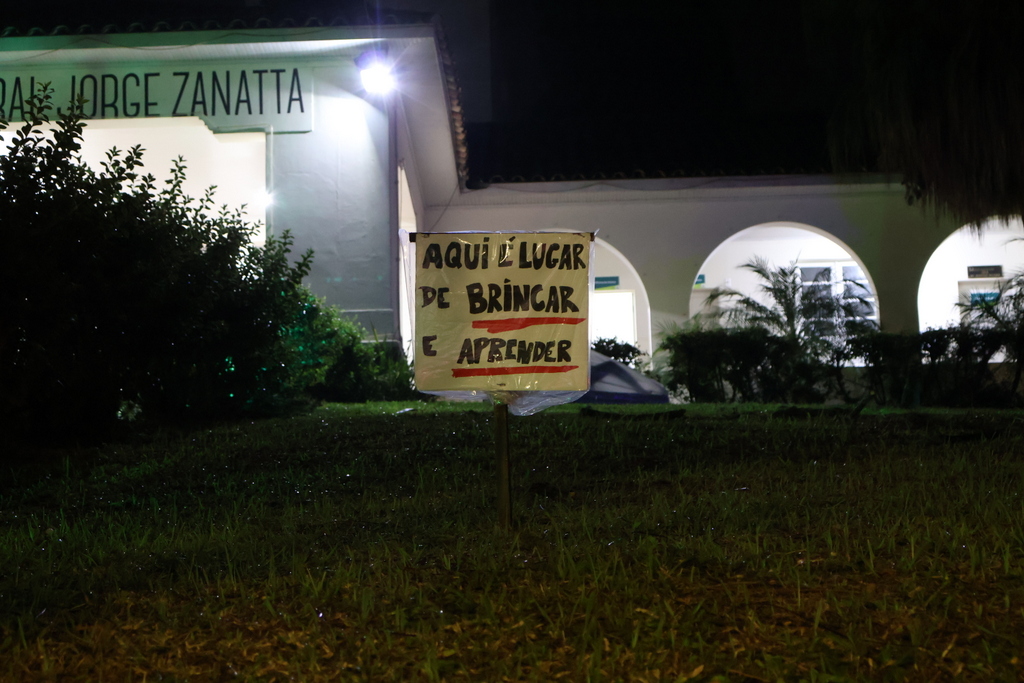 RAL JORGE ZANATTA
AQUI É LUGAR
DE BRINCAR
E APRENDER